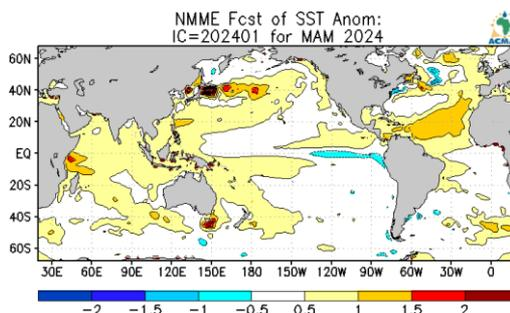 NMME Fcst of SST Anom:
IC=202401 for MAM 2024
ACMA
60N
40N
20N
EQ
20S
40S
60S
30E 60E 90E 120E 150E 180 150W 120W 90W 60W 30W 0
-2 -1.5 -1 -0.5 0.5 1 1.5 2